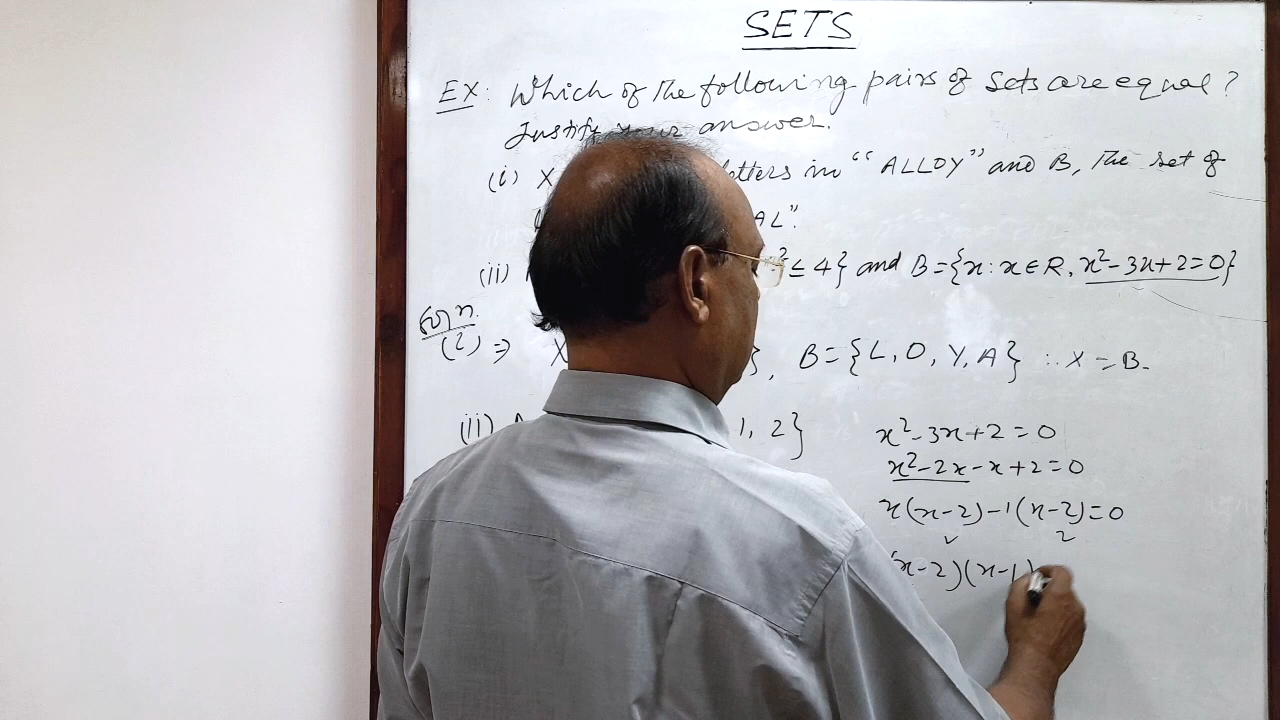 SETS
EX: Which of the following pairs of sets are equal?
Justify your answer.
(i) X letters in "ALLOY" and B, The set of
AL".
(ii) ² ≤ 4} and B={x: x ∈ R, x²-3x+2=0}
Soln.
(i) ⇒ X }, B={L, O, Y, A} ∴ X = B.
(ii) 1, 2} x²-3x+2=0
x²-2x-x+2=0
x(x-2)-1(x-2)=0
(x-2)(x-1)